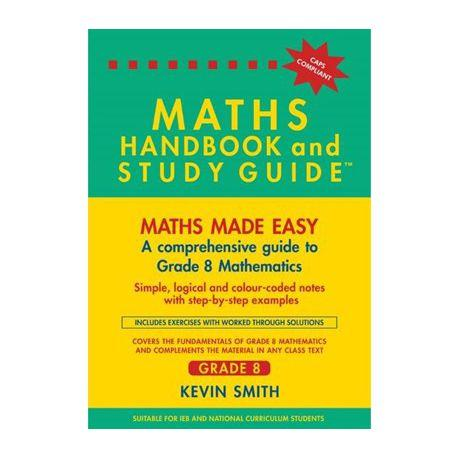 CAPS
COMPLIANT
MATHS
HANDBOOK and
STUDY GUIDE™
MATHS MADE EASY
A comprehensive guide to
Grade 8 Mathematics
Simple, logical and colour-coded notes
with step-by-step examples
INCLUDES EXERCISES WITH WORKED THROUGH SOLUTIONS
COVERS THE FUNDAMENTALS OF GRADE 8 MATHEMATICS
AND COMPLEMENTS THE MATERIAL IN ANY CLASS TEXT
GRADE 8
KEVIN SMITH
SUITABLE FOR IEB AND NATIONAL CURRICULUM STUDENTS